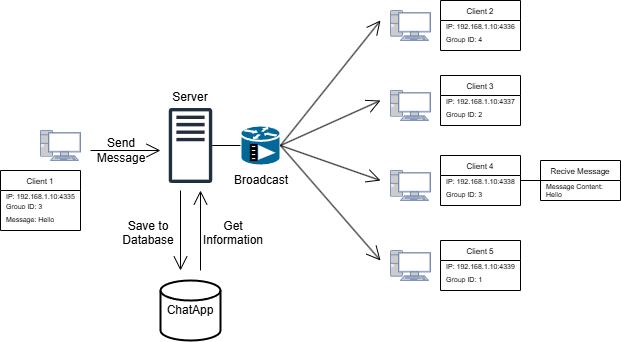 Client 2
IP: 192.168.1.10:4336
Group ID: 4
Client 3
IP: 192.168.1.10:4337
Group ID: 2
Server
Send
Message
Broadcast
Client 1
IP: 192.168.1.10:4335
Group ID: 3
Message: Hello
Client 4
IP: 192.168.1.10:4338
Group ID: 3
Recive Message
Message Content:
Hello
Save to
Database
Get
Information
Client 5
IP: 192.168.1.10:4339
Group ID: 1
ChatApp